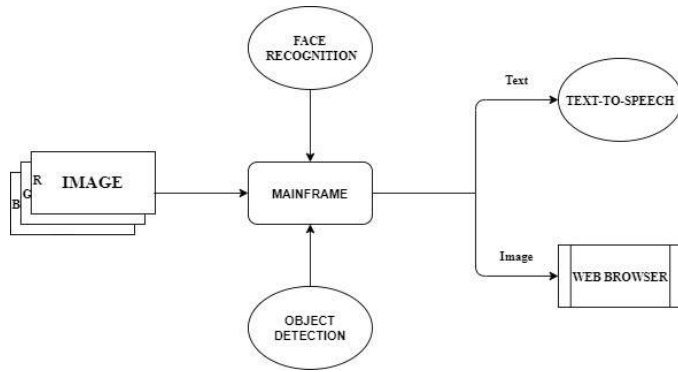 FACE
RECOGNITION
Text
TEXT-TO-SPEECH
R
IMAGE
G
B
MAINFRAME
Image
WEB BROWSER
OBJECT
DETECTION